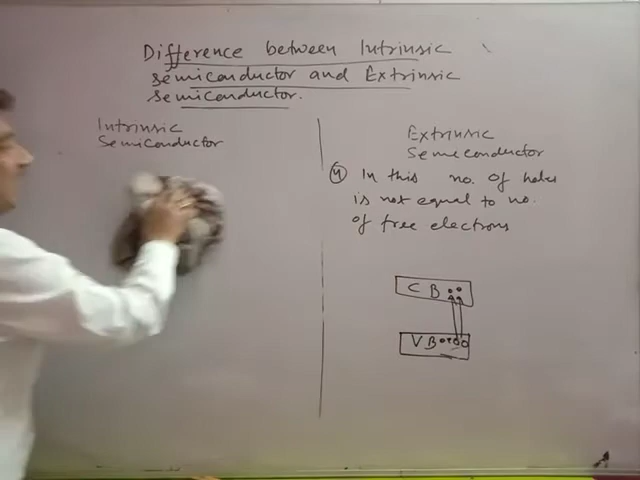 Difference between Intrinsic
semiconductor and Extrinsic
semiconductor.
Intrinsic
Semiconductor
Extrinsic
Semiconductor
4) In this no. of holes
is not equal to no.
of free electrons
C B
V B